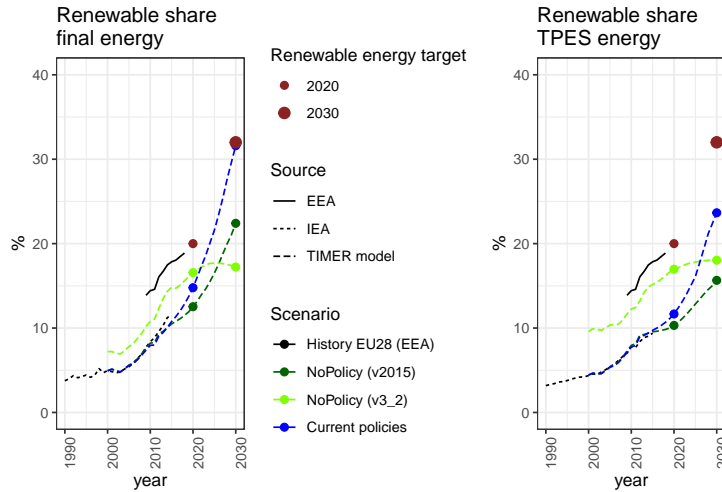 Renewable share
final energy
40
30
20
10
0
%
1990
2000
2010
2020
2030
year
Renewable energy target
2020
2030
Source
EEA
IEA
TIMER model
Scenario
History EU28 (EEA)
NoPolicy (v2015)
NoPolicy (v3_2)
Current policies
Renewable share
TPES energy
40
30
20
10
0
%
1990
2000
2010
2020
2030
year